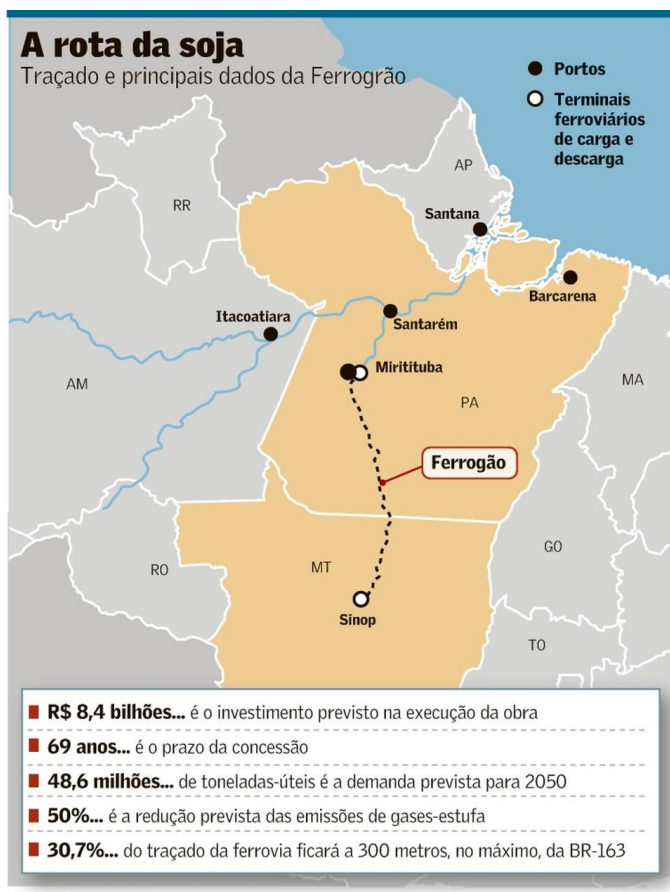 A rota da soja
Traçado e principais dados da Ferrogrão
Portos
Terminais
ferroviários
de carga e
descarga
AP
RR
Santana
Barcarena
Itacoatiara
Santarém
Miritituba
AM
MA
PA
Ferrogão
GO
RO
MT
Sinop
TO
R$ 8,4 bilhões... é o investimento previsto na execução da obra
69 anos... é o prazo da concessão
48,6 milhões... de toneladas-úteis é a demanda prevista para 2050
50%... é a redução prevista das emissões de gases-estufa
30,7%... do traçado da ferrovia ficará a 300 metros, no máximo, da BR-163